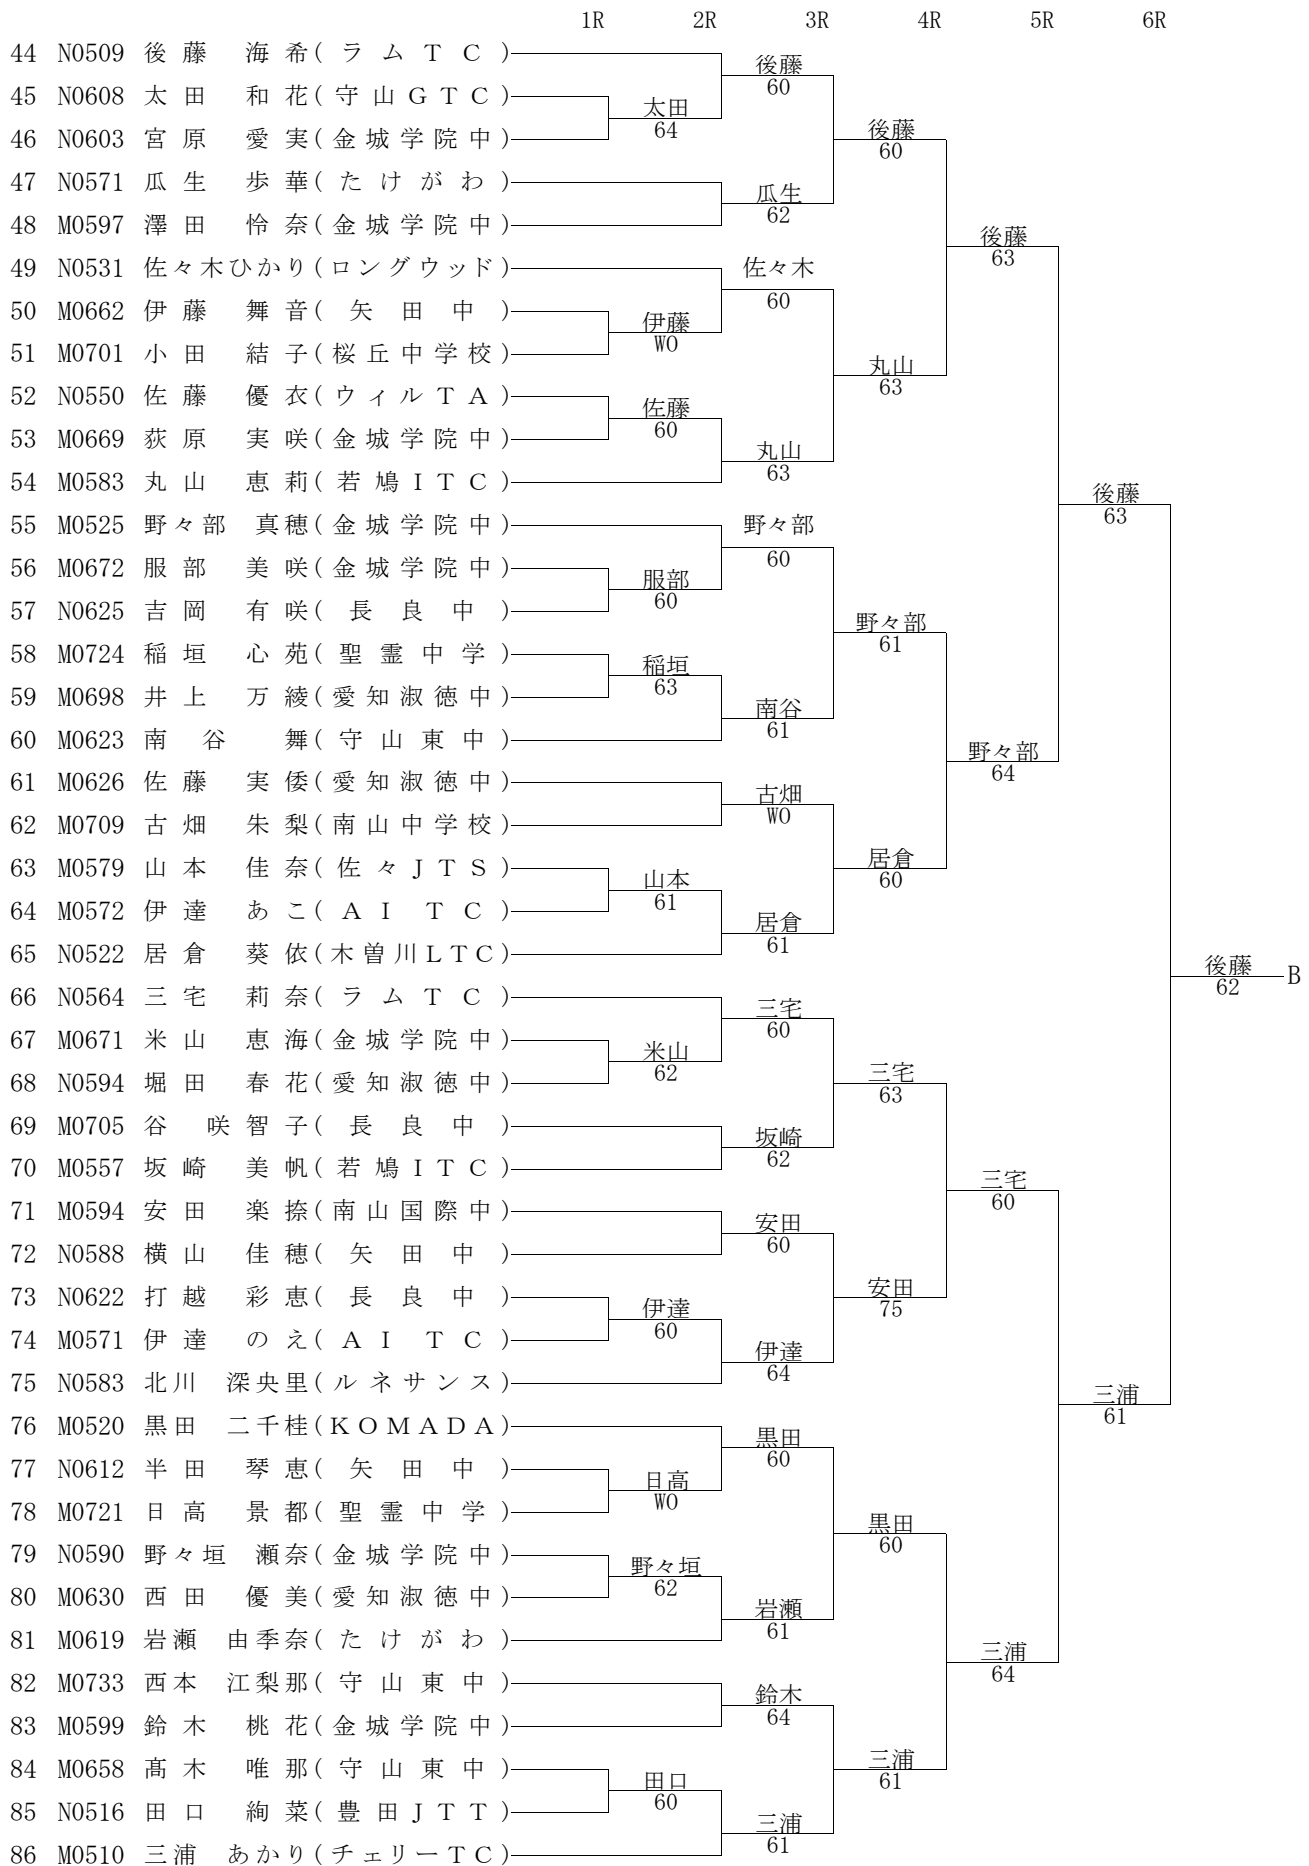 1R 2R 3R 4R 5R 6R
44 N0509 後藤 海希(ラムTC)
後藤
60
45 N0608 太田 和花(守山GTC)
太田
64
46 N0603 宮原 愛実(金城学院中)
後藤
60
47 N0571 瓜生 歩華(たけがわ)
瓜生
62
48 M0597 澤田 怜奈(金城学院中)
後藤
63
49 N0531 佐々木ひかり(ロングウッド)
佐々木
60
50 M0662 伊藤 舞音(矢田中)
伊藤
WO
51 M0701 小田 結子(桜丘中学校)
丸山
63
52 N0550 佐藤 優衣(ウィルTA)
佐藤
60
53 M0669 荻原 実咲(金城学院中)
丸山
63
54 M0583 丸山 恵莉(若鳩ITC)
後藤
63
55 M0525 野々部 真穂(金城学院中)
野々部
60
56 M0672 服部 美咲(金城学院中)
服部
60
57 N0625 吉岡 有咲(長良中)
野々部
61
58 M0724 稲垣 心苑(聖霊中学)
稲垣
63
59 M0698 井上 万綾(愛知淑徳中)
南谷
61
60 M0623 南谷 舞(守山東中)
野々部
64
61 M0626 佐藤 実倭(愛知淑徳中)
古畑
WO
62 M0709 古畑 朱梨(南山中学校)
居倉
60
63 M0579 山本 佳奈(佐々JTS)
山本
61
64 M0572 伊達 あこ(AI TC)
居倉
61
65 N0522 居倉 葵依(木曽川LTC)
後藤
62
B
66 N0564 三宅 莉奈(ラムTC)
三宅
60
67 M0671 米山 恵海(金城学院中)
米山
62
68 N0594 堀田 春花(愛知淑徳中)
三宅
63
69 M0705 谷 咲智子(長良中)
坂崎
62
70 M0557 坂崎 美帆(若鳩ITC)
三宅
60
71 M0594 安田 楽捺(南山国際中)
安田
60
72 N0588 横山 佳穂(矢田中)
安田
75
73 N0622 打越 彩恵(長良中)
伊達
60
74 M0571 伊達 のえ(AI TC)
伊達
64
75 N0583 北川 深央里(ルネサンス)
三浦
61
76 M0520 黒田 二千桂(KOMADA)
黒田
60
77 N0612 半田 琴恵(矢田中)
日高
WO
78 M0721 日高 景都(聖霊中学)
黒田
60
79 N0590 野々垣 瀬奈(金城学院中)
野々垣
62
80 M0630 西田 優美(愛知淑徳中)
岩瀬
61
81 M0619 岩瀬 由季奈(たけがわ)
三浦
64
82 M0733 西本 江梨那(守山東中)
鈴木
64
83 M0599 鈴木 桃花(金城学院中)
三浦
61
84 M0658 髙木 唯那(守山東中)
田口
60
85 N0516 田口 絢菜(豊田JTT)
三浦
61
86 M0510 三浦 あかり(チェリーTC)